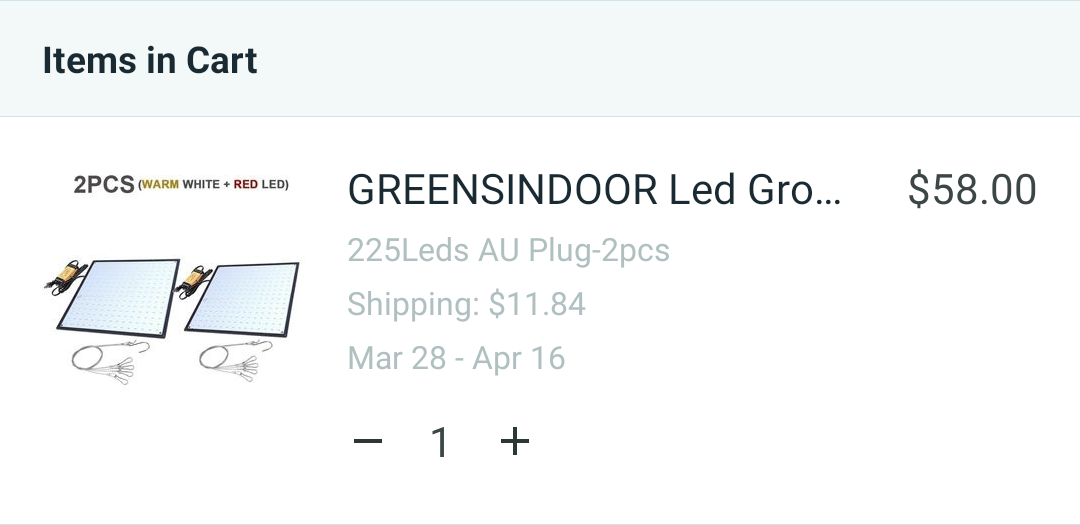 Items in Cart
2PCS (WARM WHITE + RED LED)
GREENSINDOOR Led Gro... $58.00
225Leds AU Plug-2pcs
Shipping: $11.84
Mar 28 - Apr 16
− 1 +